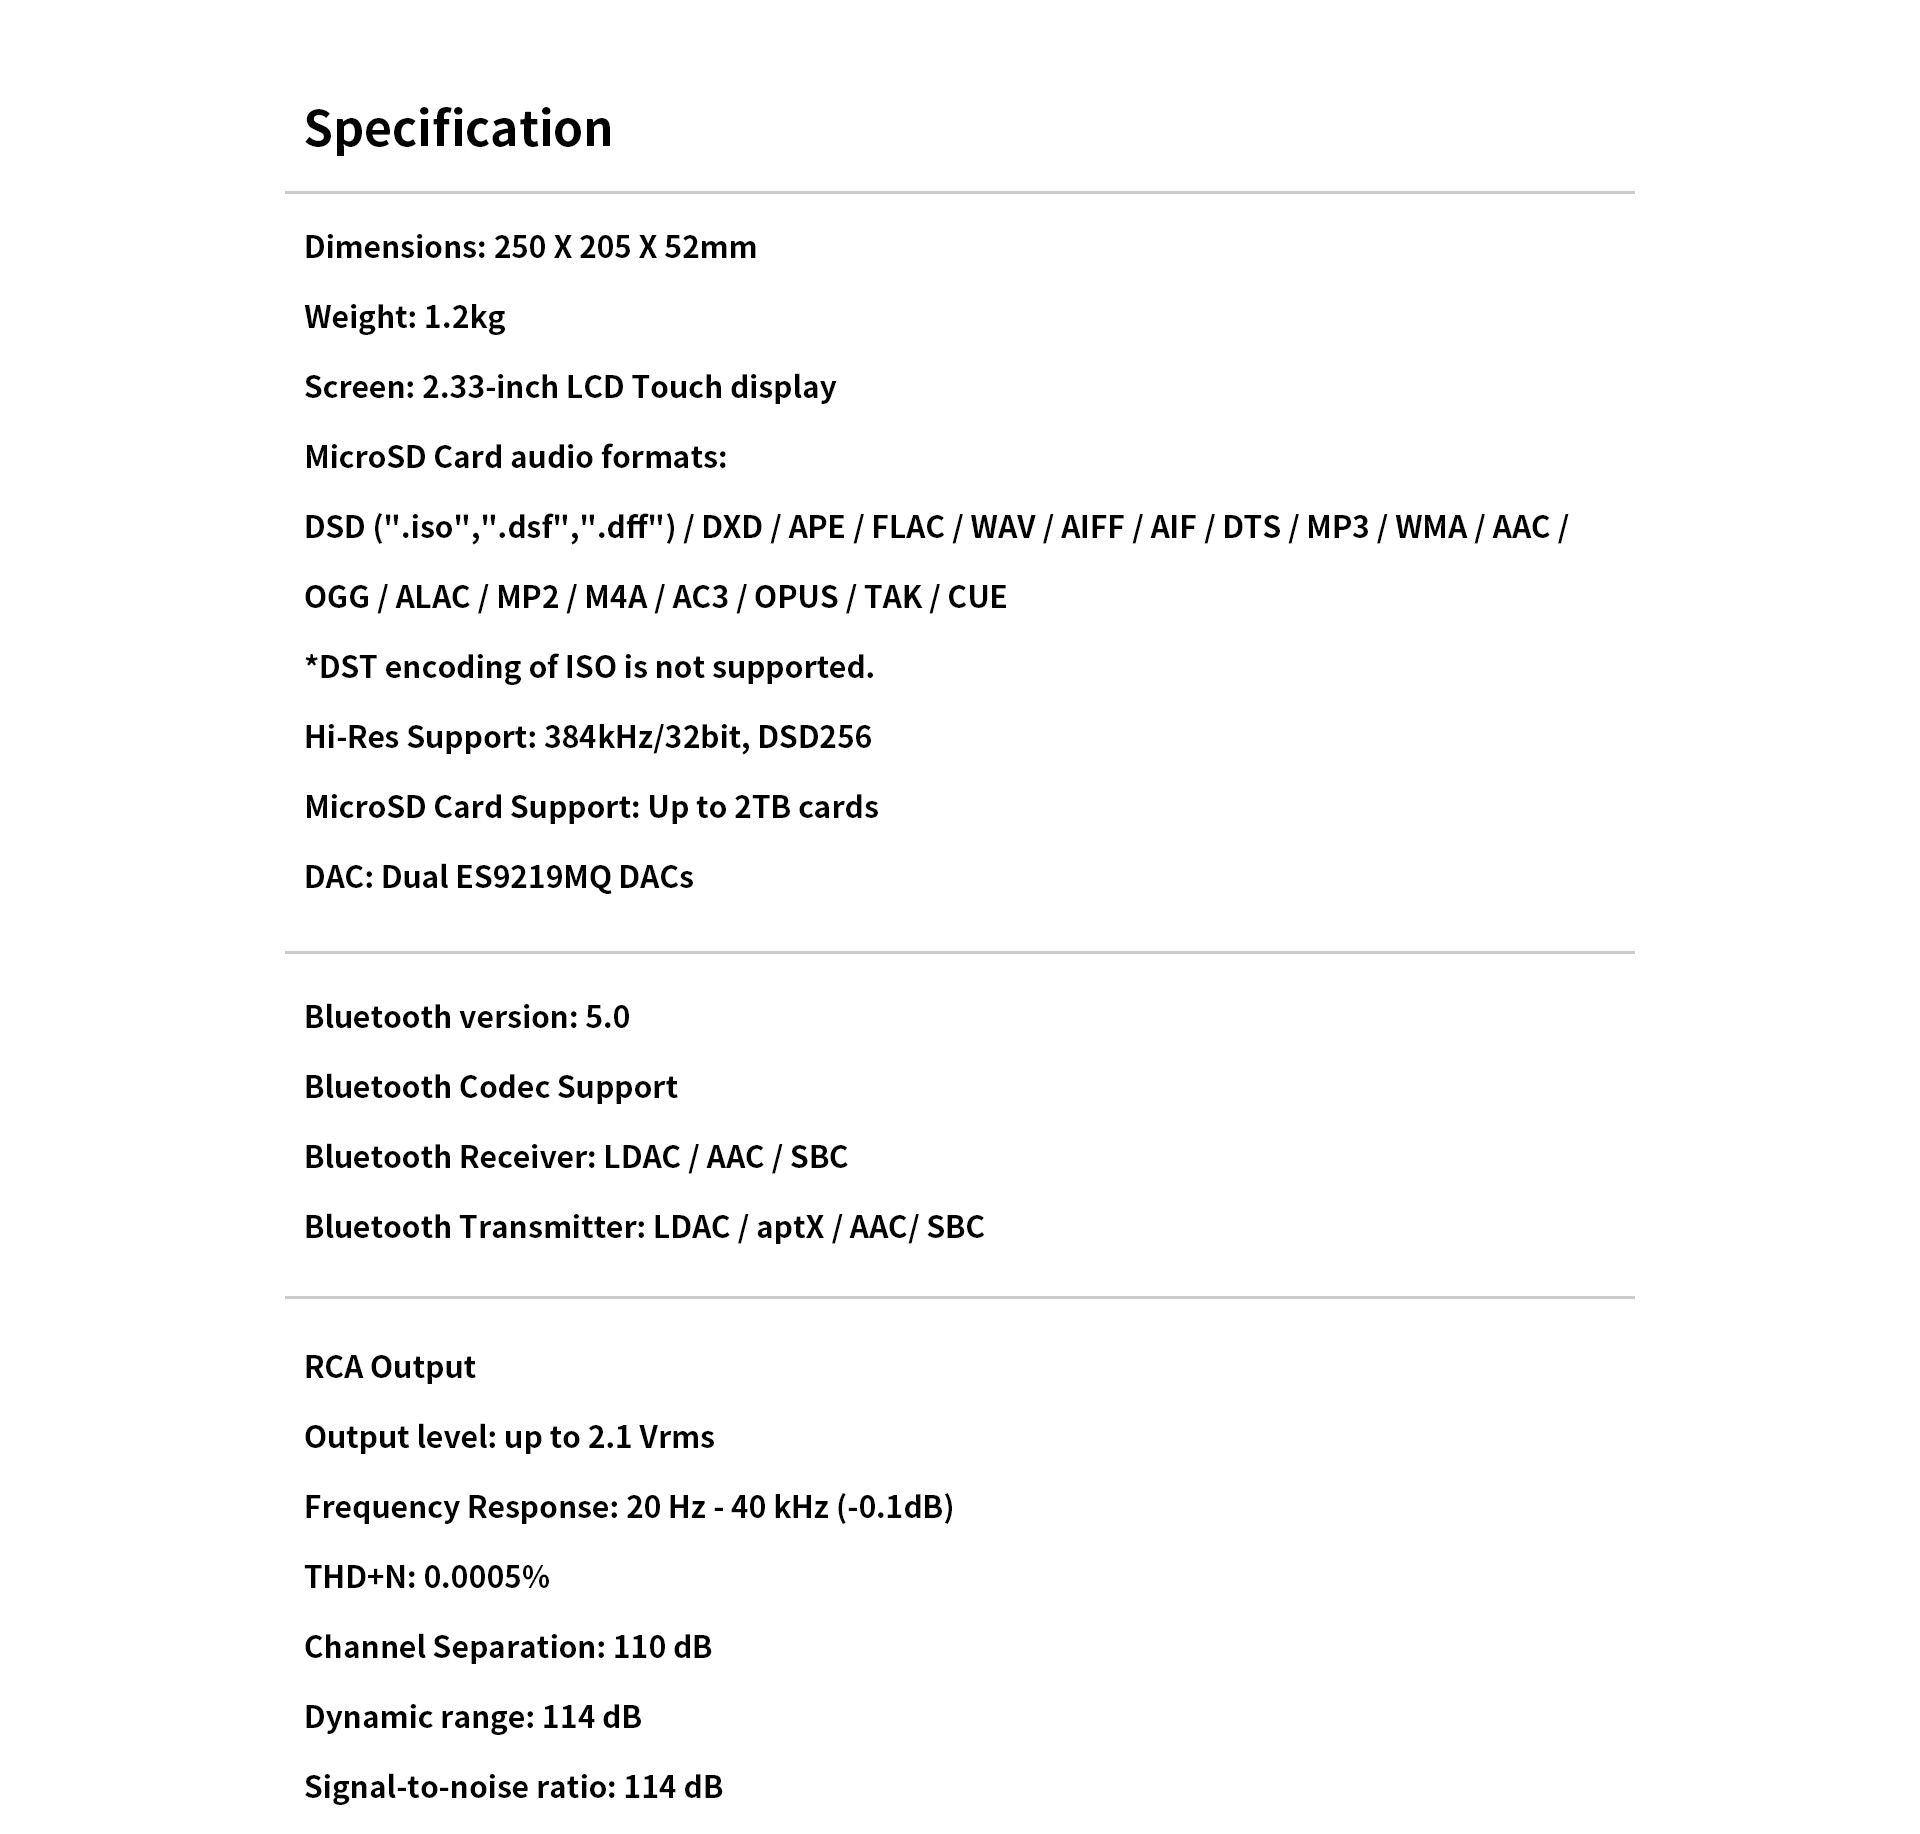 Specification
Dimensions: 250 X 205 X 52mm
Weight: 1.2kg
Screen: 2.33-inch LCD Touch display
MicroSD Card audio formats:
DSD (".iso",".dsf",".dff") / DXD / APE / FLAC / WAV / AIFF / AIF / DTS / MP3 / WMA / AAC /
OGG / ALAC / MP2 / M4A / AC3 / OPUS / TAK / CUE
*DST encoding of ISO is not supported.
Hi-Res Support: 384kHz/32bit, DSD256
MicroSD Card Support: Up to 2TB cards
DAC: Dual ES9219MQ DACs
Bluetooth version: 5.0
Bluetooth Codec Support
Bluetooth Receiver: LDAC / AAC / SBC
Bluetooth Transmitter: LDAC / aptX / AAC/ SBC
RCA Output
Output level: up to 2.1 Vrms
Frequency Response: 20 Hz - 40 kHz (-0.1dB)
THD+N: 0.0005%
Channel Separation: 110 dB
Dynamic range: 114 dB
Signal-to-noise ratio: 114 dB